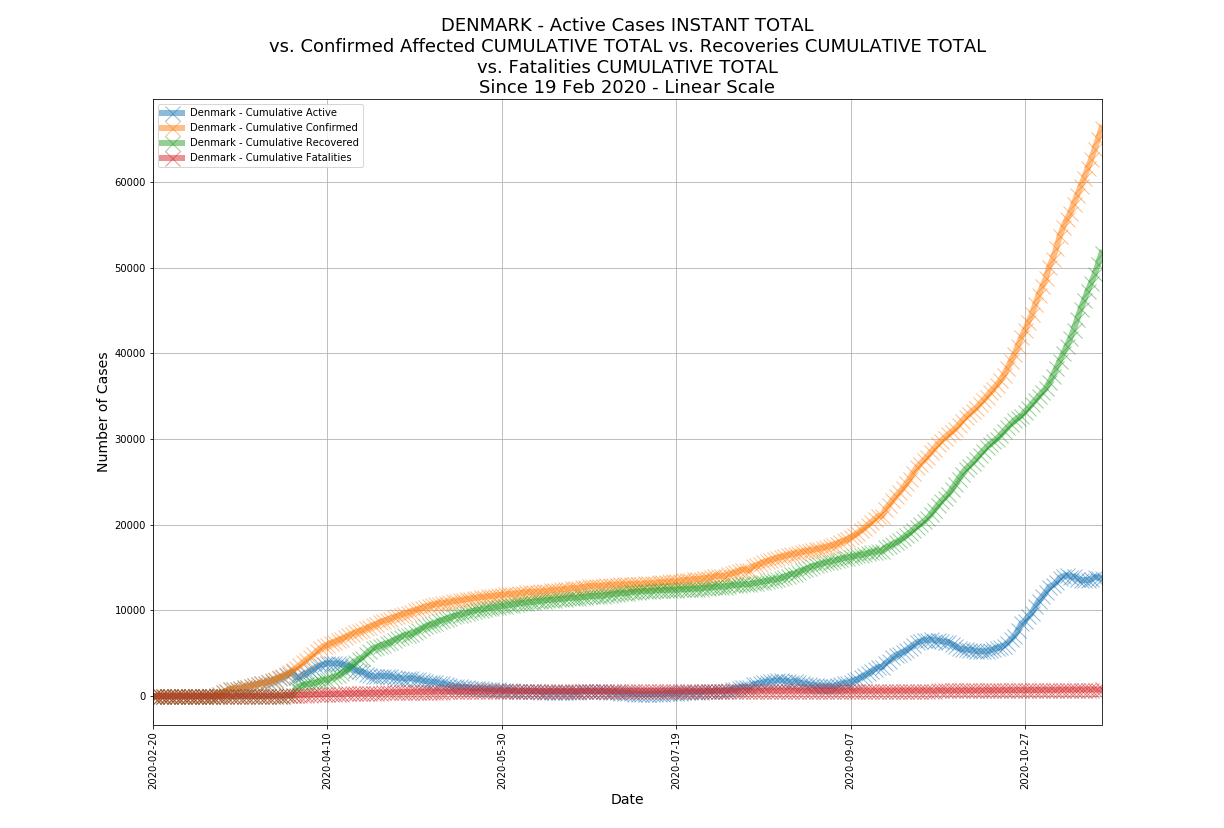 DENMARK - Active Cases INSTANT TOTAL
vs. Confirmed Affected CUMULATIVE TOTAL vs. Recoveries CUMULATIVE TOTAL
vs. Fatalities CUMULATIVE TOTAL
Since 19 Feb 2020 - Linear Scale
Denmark - Cumulative Active
Denmark - Cumulative Confirmed
Denmark - Cumulative Recovered
Denmark - Cumulative Fatalities
Number of Cases
60000
50000
40000
30000
20000
10000
0
2020-02-20
2020-04-10
2020-05-30
2020-07-19
2020-09-07
2020-10-27
Date